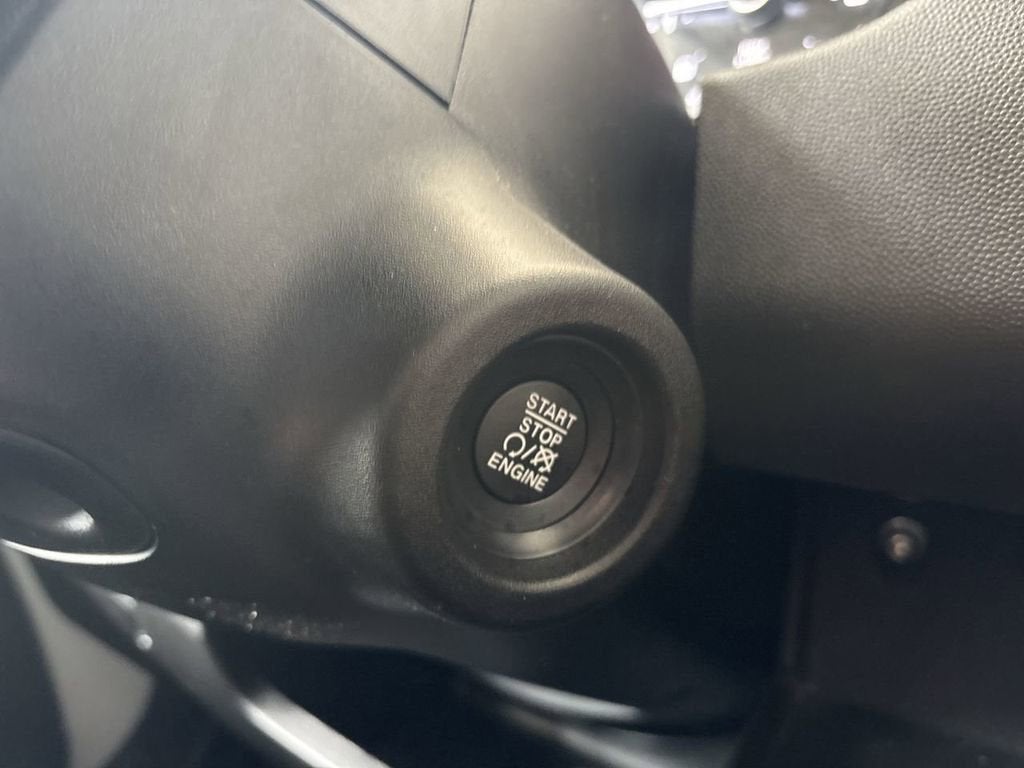 START
STOP
/
ENGINE